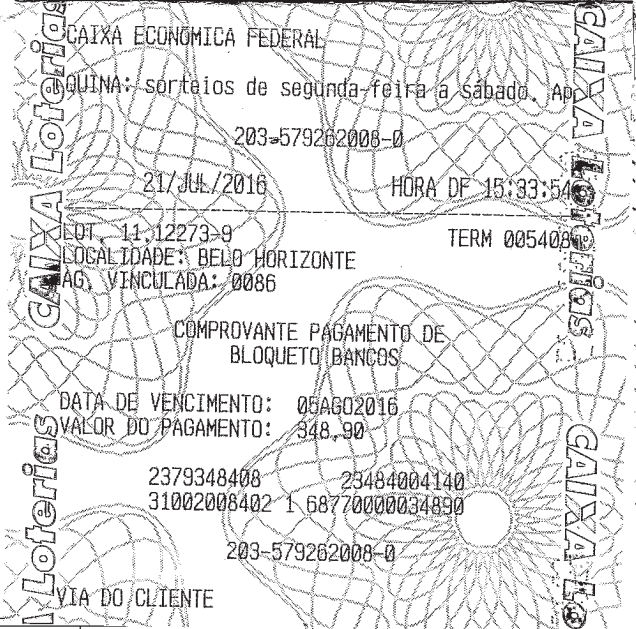 CAIXA ECONÔMICA FEDERAL
QUINA: sorteios de segunda-feira a sábado. Ap
203-579262008-0
21/JUL/2016 HORA DF 15:33:54
LOT. 11.12273-9 TERM 005408
LOCALIDADE: BELO HORIZONTE
AG. VINCULADA: 0086
COMPROVANTE PAGAMENTO DE
BLOQUETO BANCOS
DATA DE VENCIMENTO: 05AGO2016
VALOR DO PAGAMENTO: 348,90
2379348408 23484004140
31002008402 1 68770000034890
203-579262008-0
VIA DO CLIENTE
CAIXA Loterias
Loterias
CAIXA Loterias
CAIXA Lo